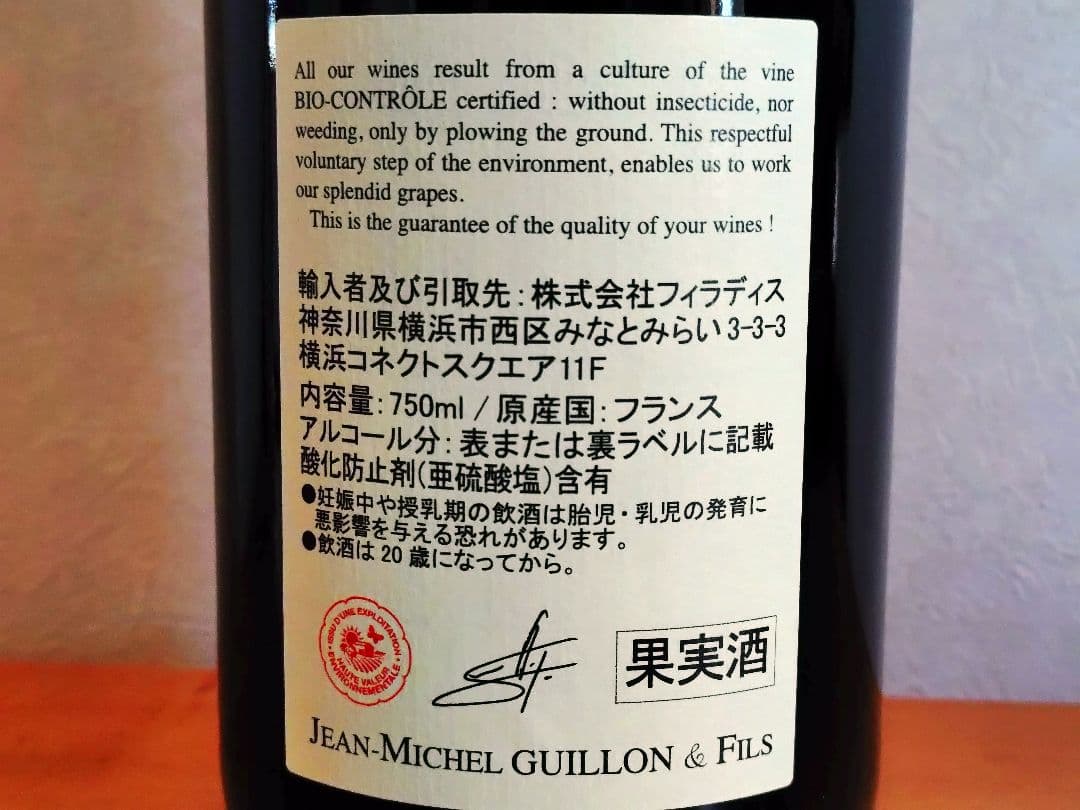 All our wines result from a culture of the vine
BIO-CONTRÔLE certified : without insecticide, nor
weeding, only by plowing the ground. This respectful
voluntary step of the environment, enables us to work
our splendid grapes.
This is the guarantee of the quality of your wines !
輸入者及び引取先:株式会社フィラディス
神奈川県横浜市西区みなとみらい3-3-3
横浜コネクトスクエア11F
内容量:750ml / 原産国:フランス
アルコール分:表または裏ラベルに記載
酸化防止剤(亜硫酸塩)含有
●妊娠中や授乳期の飲酒は胎児・乳児の発育に
悪影響を与える恐れがあります。
●飲酒は20歳になってから。
ISSU D'UNE EXPLOITATION
HAUTE VALEUR
ENVIRONNEMENTALE
果実酒
JEAN-MICHEL GUILLON & FILS